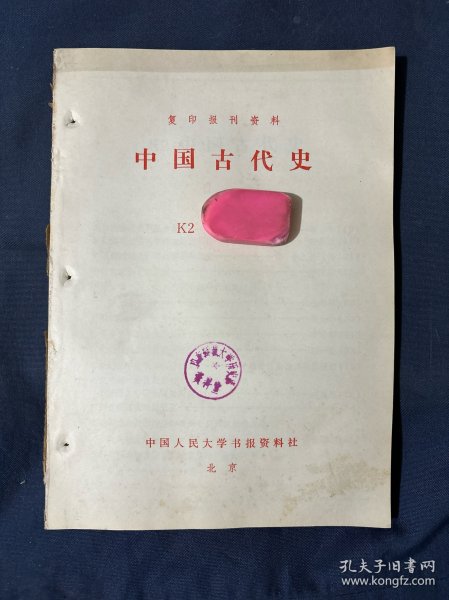 复印报刊资料
中国古代史
K2
中国人民大学书报资料社
北京
孔夫子旧书网
www.kongfz.com